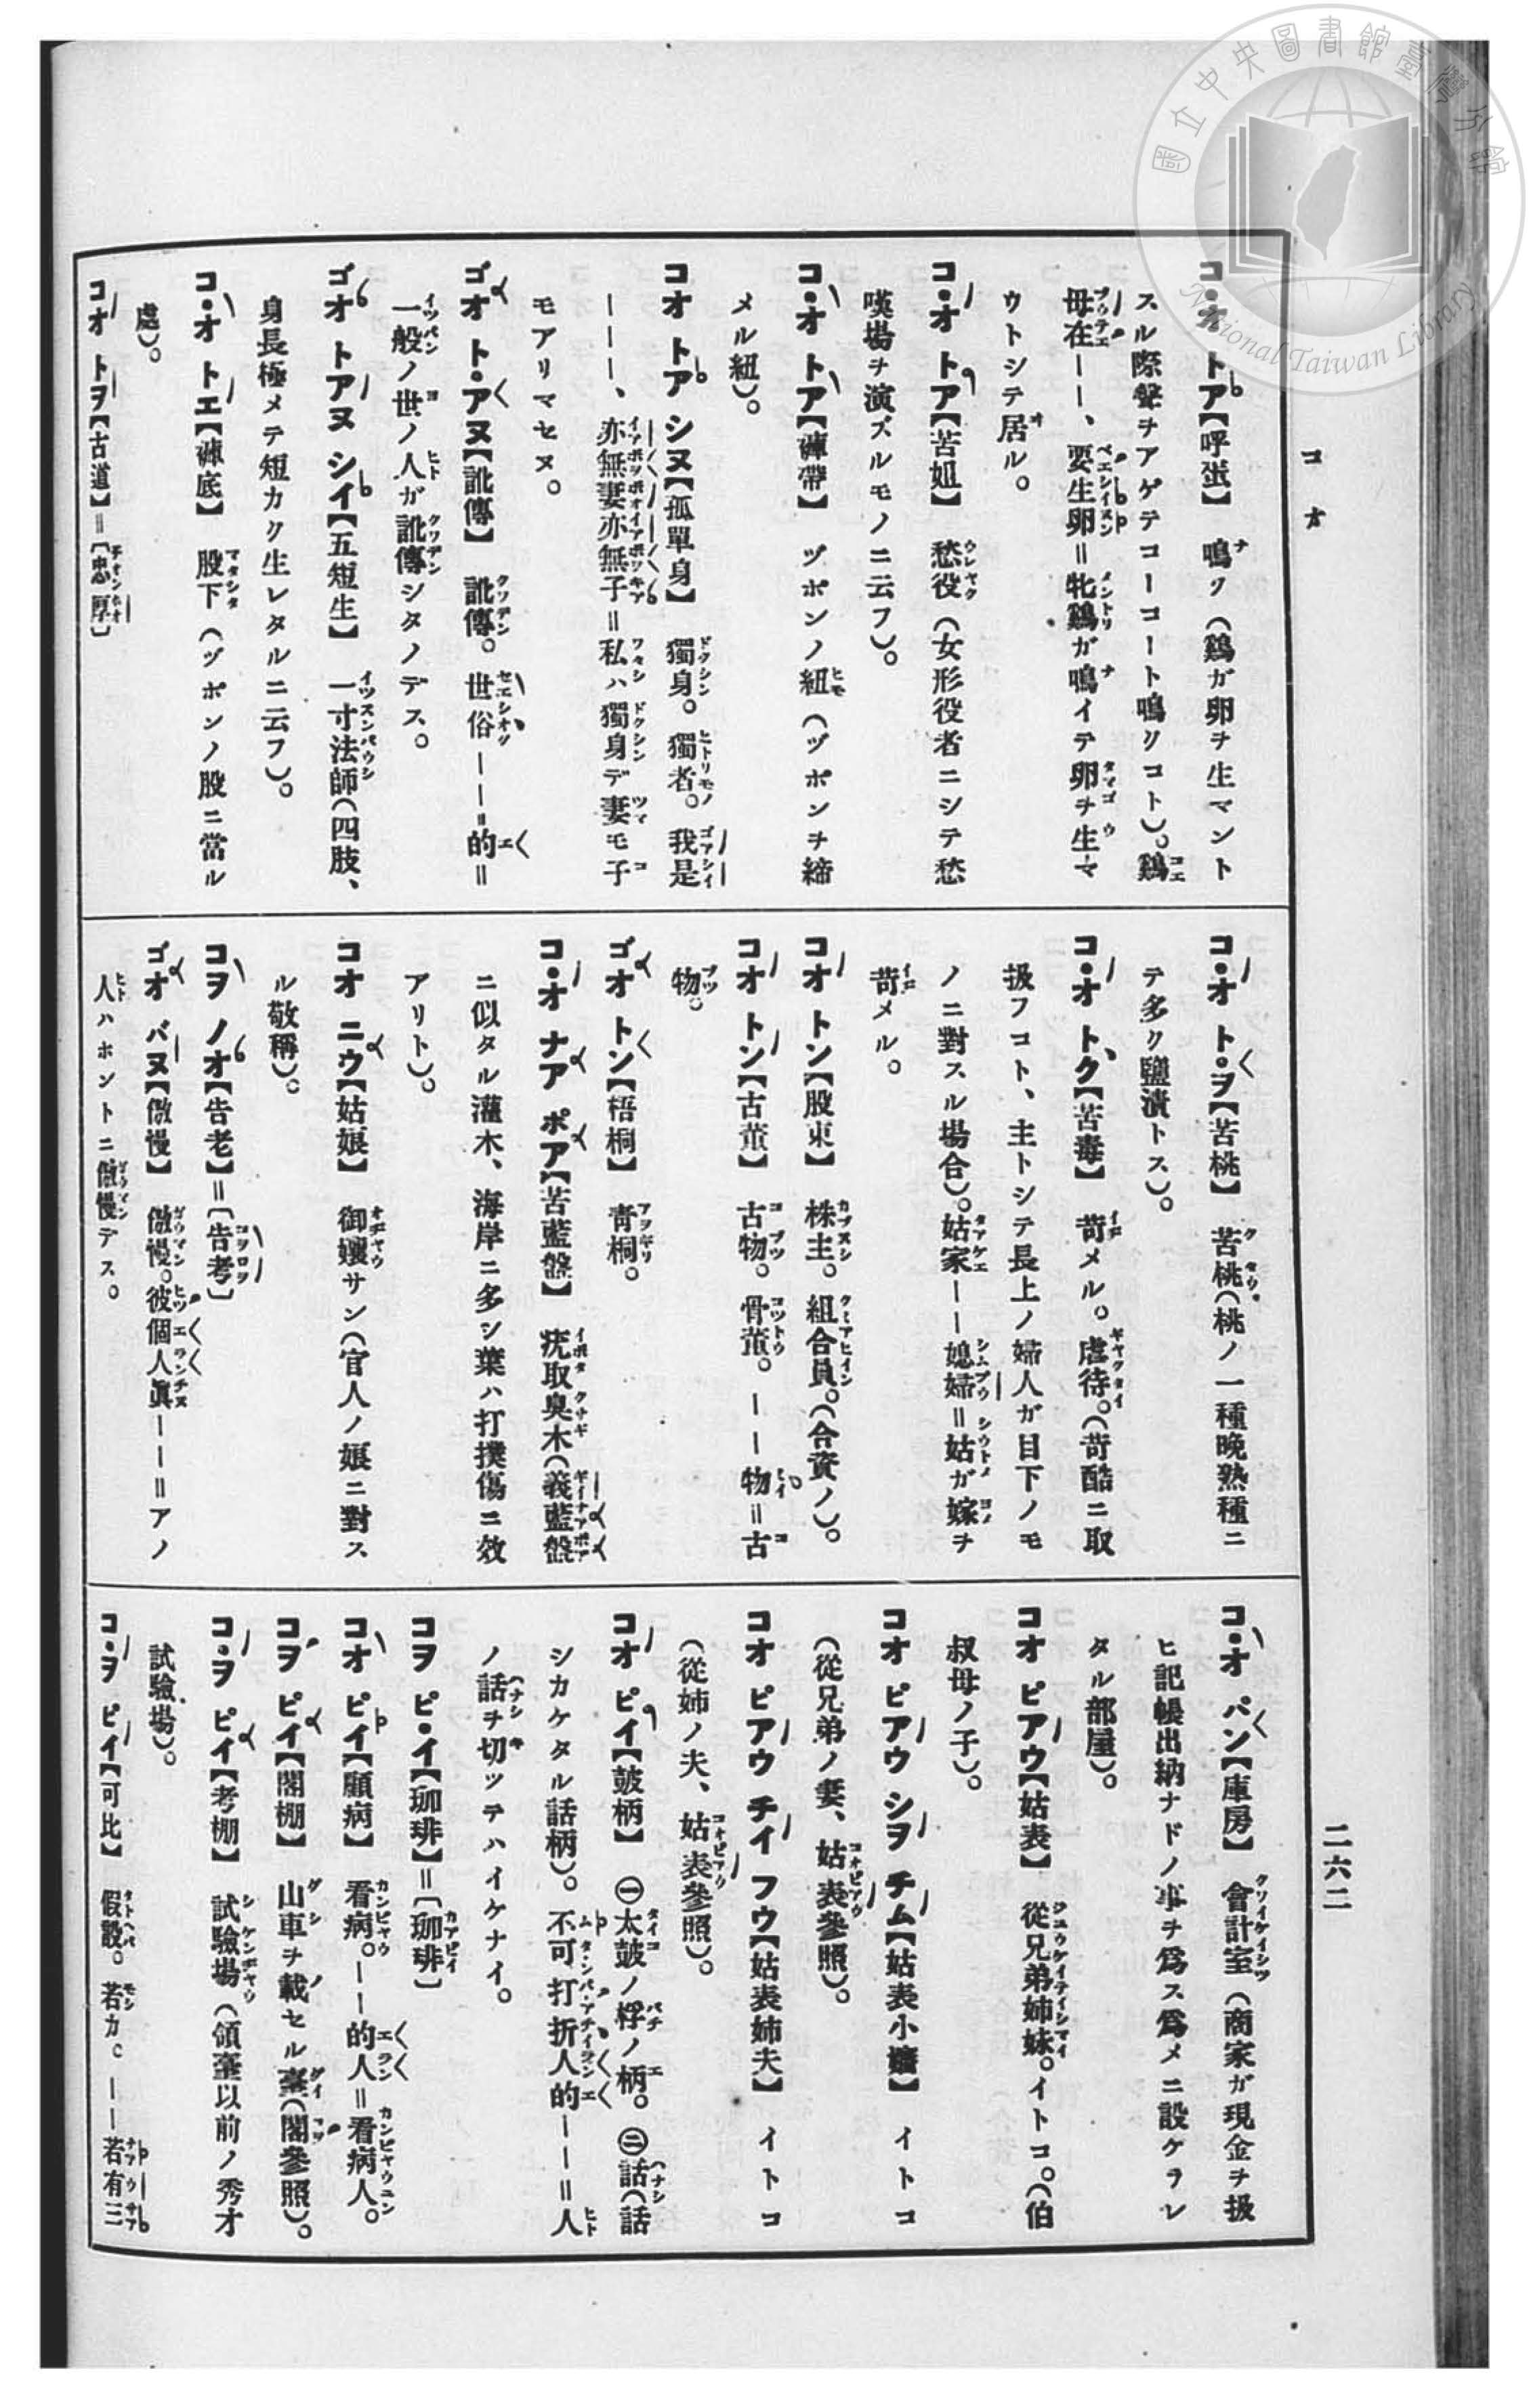 國立中央圖書館臺灣分館
National Taiwan Library
コオ
二六二
コ・オ トア【呼蛋】 鳴ク（鷄ガ卵ヲ生マント
スル際聲ヲアゲテコーコート鳴クコト）。鷄
母在ーー、要生卵＝牝鷄ガ鳴イテ卵ヲ生マ
ウトシテ居ル。
コ・オ トア【苦妲】 愁役（女形役者ニシテ愁
嘆場ヲ演ズルモノニ云フ）。
コ・オ トア【褲帶】 ヅボンノ紐（ヅボンヲ締
メル紐）。
コオ トア シヌ【孤單身】 獨身。獨者。我是
ーーー、亦無妻亦無子＝私ハ獨身デ妻モ子
モアリマセヌ。
ゴオ ト・アヌ【訛傳】 訛傳。世俗ーーー的＝
一般ノ世ノ人ガ訛傳シタノデス。
ゴオ トアヌ シイ【五短生】 一寸法師（四肢、
身長極メテ短カク生レタルニ云フ）。
コ・オ トエ【褲底】 股下（ヅボンノ股ニ當ル
處）。
コオ トヲ【古道】＝〔忠厚〕
コ・オ ト・ヲ【苦桃】 苦桃（桃ノ一種晩熟種ニ
テ多ク鹽漬トス）。
コ・オ トク【苦毒】 苛メル。虐待。（苛酷ニ取
扱フコト、主トシテ長上ノ婦人ガ目下ノモ
ノニ對スル場合）。姑家ーー媳婦＝姑ガ嫁ヲ
苛メル。
コオ トン【股東】 株主。組合員。（合資ノ）。
コオ トン【古董】 古物。骨董。ーー物＝古
物。
ゴオ トン【梧桐】 靑桐。
コ・オ ナア ポア【苦藍盤】 疣取臭木（義藍盤
ニ似タル灌木、海岸ニ多シ葉ハ打撲傷ニ效
アリト）。
コオ ニウ【姑娘】 御孃サン（官人ノ娘ニ對ス
ル敬稱）。
コヲ ノオ【告老】＝〔告考〕
ゴオ バヌ【傲慢】 傲慢。彼個人眞ーー＝アノ
人ハホントニ傲慢デス。
コ・オ パン【庫房】 會計室（商家ガ現金ヲ扱
ヒ記帳出納ナドノ事ヲ爲ス爲メニ設ケラレ
タル部屋）。
コオ ピアウ【姑表】 從兄弟姉妹。イトコ。（伯
叔母ノ子）。
コオ ピアウ シヲ チム【姑表小嬸】 イトコ
（從兄弟ノ妻、姑表參照）。
コオ ピアウ チイ フウ【姑表姉夫】 イトコ
（從姉ノ夫、姑表參照）。
コオ ピイ【鼓柄】 ㊀太鼓ノ桴ノ柄。㊁話（話
シカケタル話柄）。不可打折人的ーー＝人
ノ話ヲ切ツテハイケナイ。
コヲ ピ・イ【珈琲】＝〔珈琲〕
コオ ピイ【顧病】 看病。ーー的人＝看病人。
コヲ ピイ【閣棚】 山車ヲ載セル臺（閣參照）。
コ・ヲ ピイ【考棚】 試驗場（領臺以前ノ秀才
試驗場）。
コ・ヲ ピイ【可比】 假設。若カ。ーー若有三